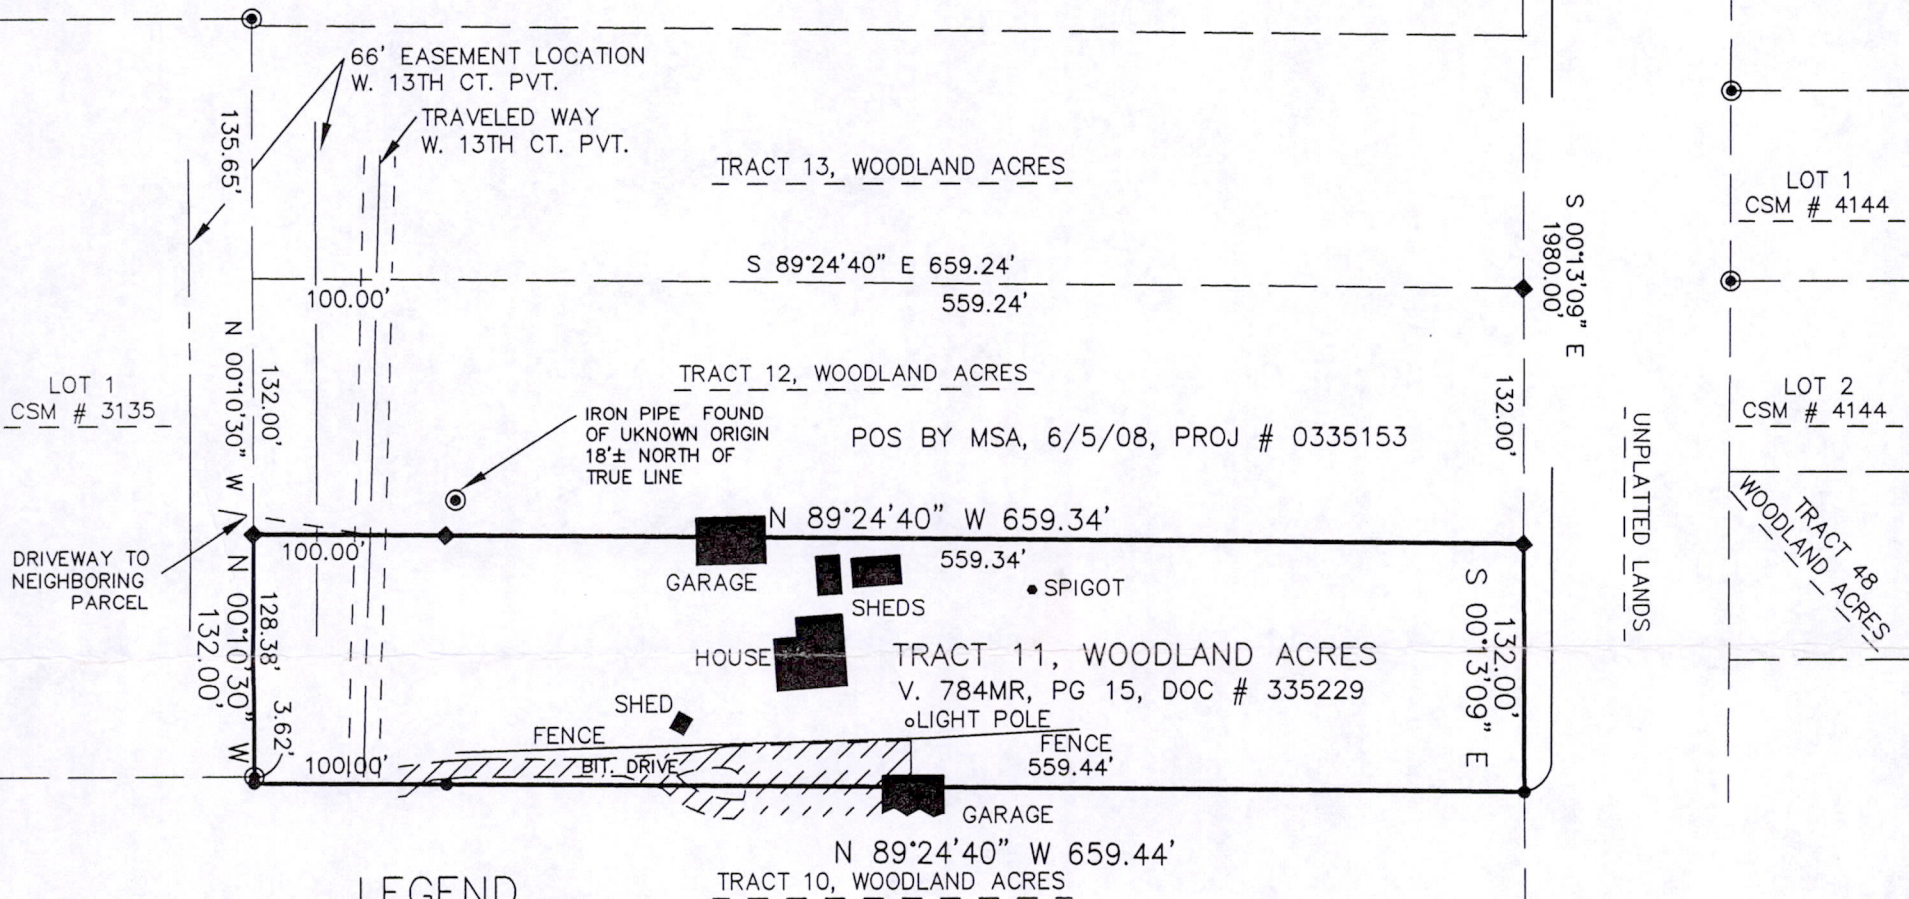 66' EASEMENT LOCATION
W. 13TH CT. PVT.
TRAVELED WAY
W. 13TH CT. PVT.
135.65'
TRACT 13, WOODLAND ACRES
LOT 1
CSM # 4144
S 00°13'09" E
1980.00'
S 89°24'40" E 659.24'
100.00'
559.24'
N 00°10'30" W
132.00'
LOT 1
CSM # 3135
TRACT 12, WOODLAND ACRES
132.00'
LOT 2
CSM # 4144
IRON PIPE FOUND
OF UKNOWN ORIGIN
18'± NORTH OF
TRUE LINE
POS BY MSA, 6/5/08, PROJ # 0335153
UNPLATTED LANDS
TRACT 48
WOODLAND ACRES
N 89°24'40" W 659.34'
100.00'
559.34'
DRIVEWAY TO
NEIGHBORING
PARCEL
GARAGE
SHEDS
SPIGOT
N 00°10'30" W
128.38'
132.00'
3.62'
HOUSE
TRACT 11, WOODLAND ACRES
V. 784MR, PG 15, DOC # 335229
132.00'
S 00°13'09" E
SHED
LIGHT POLE
FENCE
FENCE
559.44'
BIT. DRIVE
100.00'
GARAGE
N 89°24'40" W 659.44'
TRACT 10, WOODLAND ACRES
LEGEND